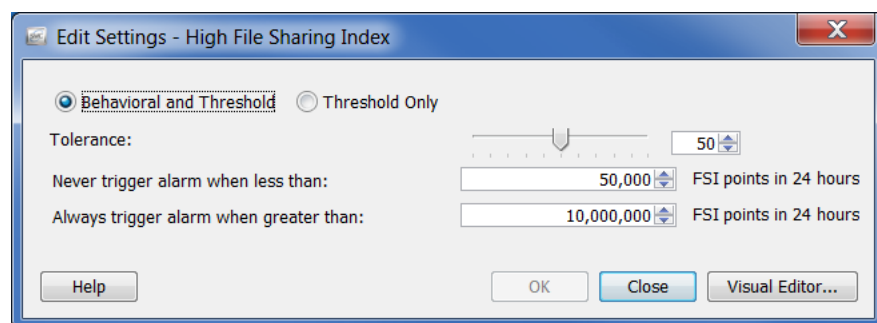 Edit Settings - High File Sharing Index
X
Behavioral and Threshold Threshold Only
Tolerance: 50
Never trigger alarm when less than: 50,000 FSI points in 24 hours
Always trigger alarm when greater than: 10,000,000 FSI points in 24 hours
Help OK Close Visual Editor...